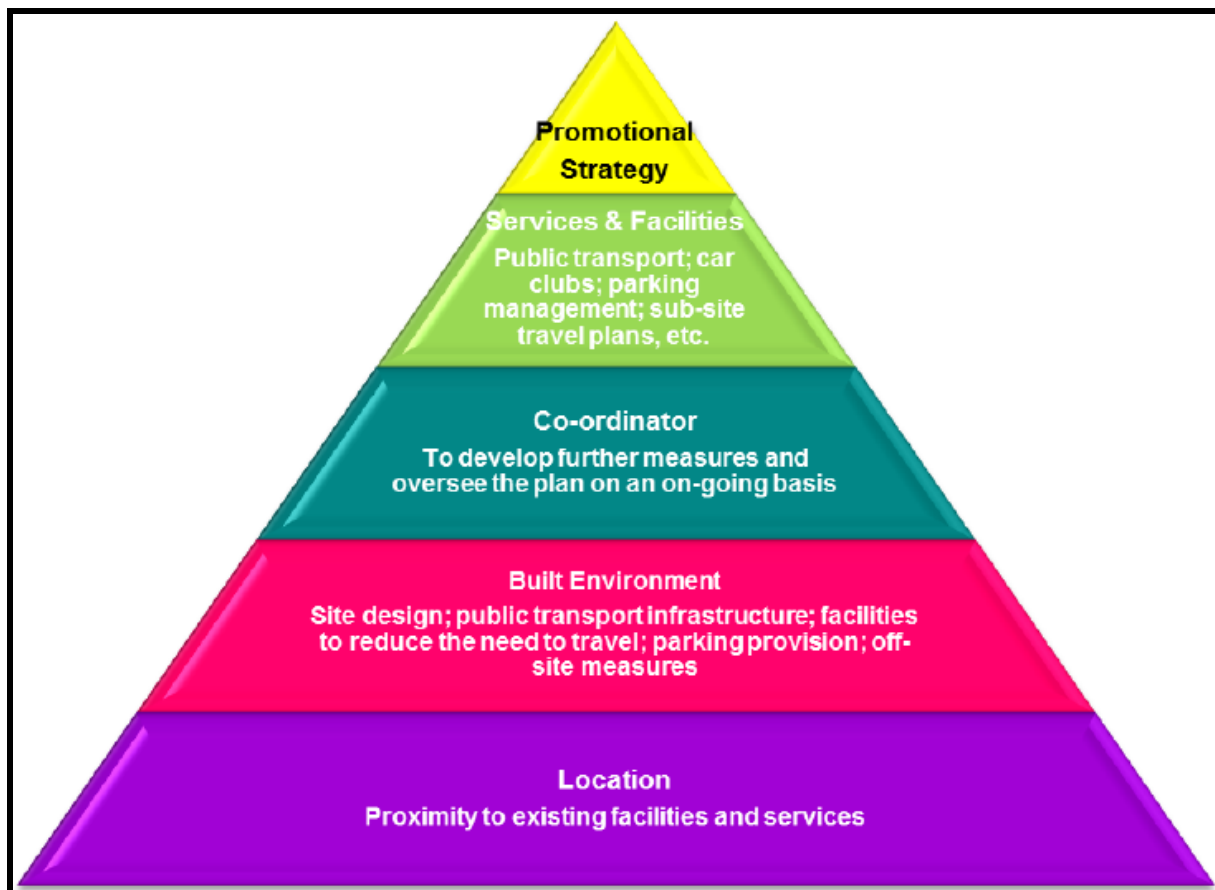 Promotional
Strategy
Services & Facilities
Public transport; car
clubs; parking
management; sub-site
travel plans, etc.
Co-ordinator
To develop further measures and
oversee the plan on an on-going basis
Built Environment
Site design; public transport infrastructure; facilities
to reduce the need to travel; parking provision; off-
site measures
Location
Proximity to existing facilities and services